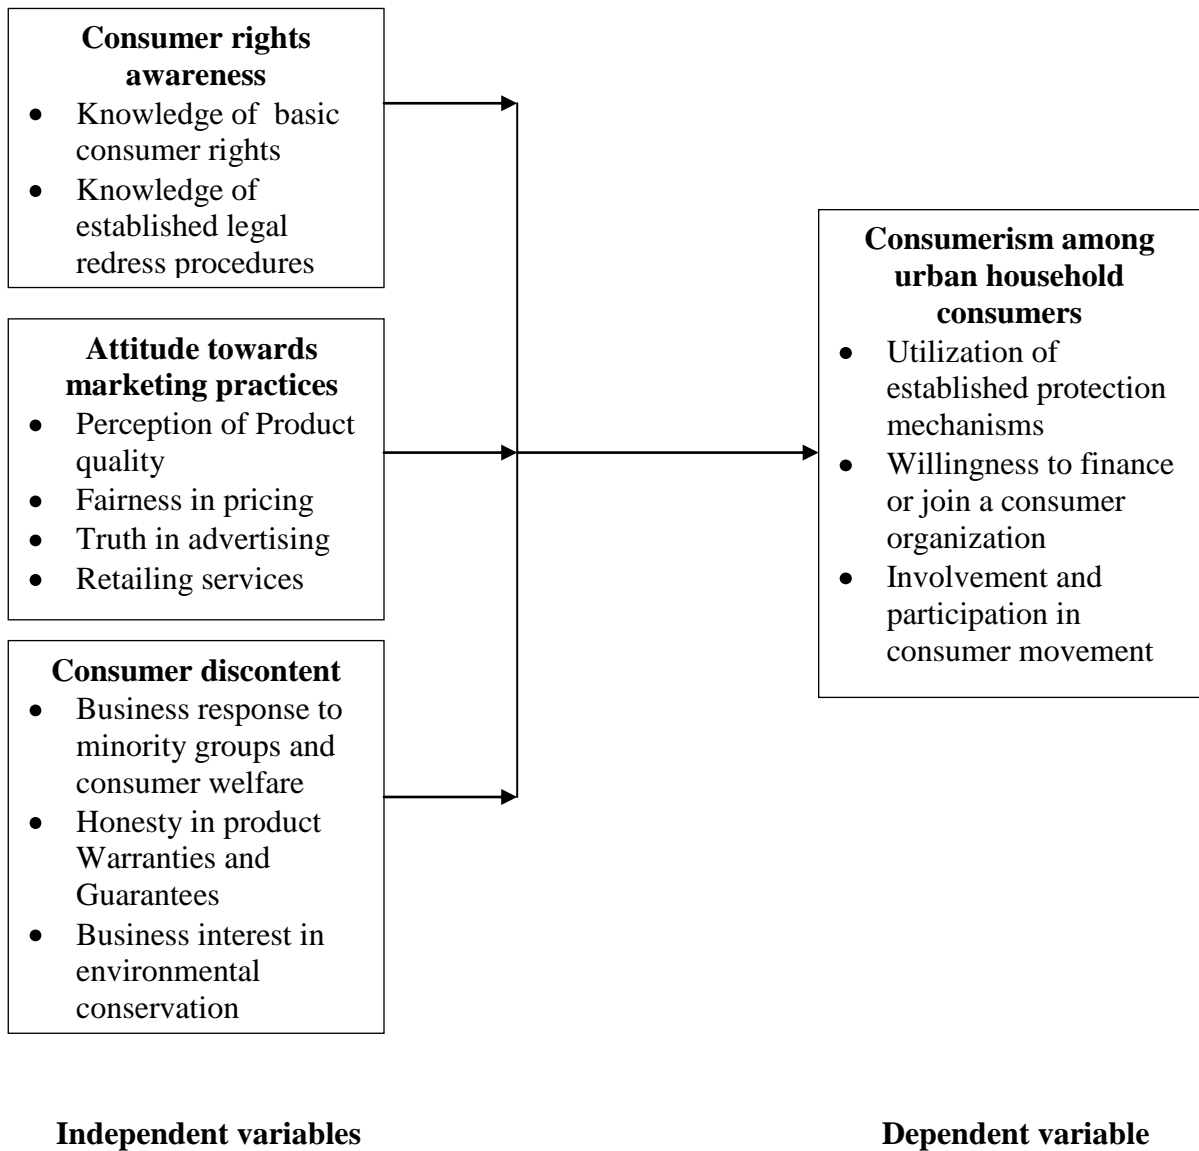 Consumer rights
awareness
• Knowledge of basic
consumer rights
• Knowledge of
established legal
redress procedures
Attitude towards
marketing practices
• Perception of Product
quality
• Fairness in pricing
• Truth in advertising
• Retailing services
Consumer discontent
• Business response to
minority groups and
consumer welfare
• Honesty in product
Warranties and
Guarantees
• Business interest in
environmental
conservation
Consumerism among
urban household
consumers
• Utilization of
established protection
mechanisms
• Willingness to finance
or join a consumer
organization
• Involvement and
participation in
consumer movement
Independent variables
Dependent variable